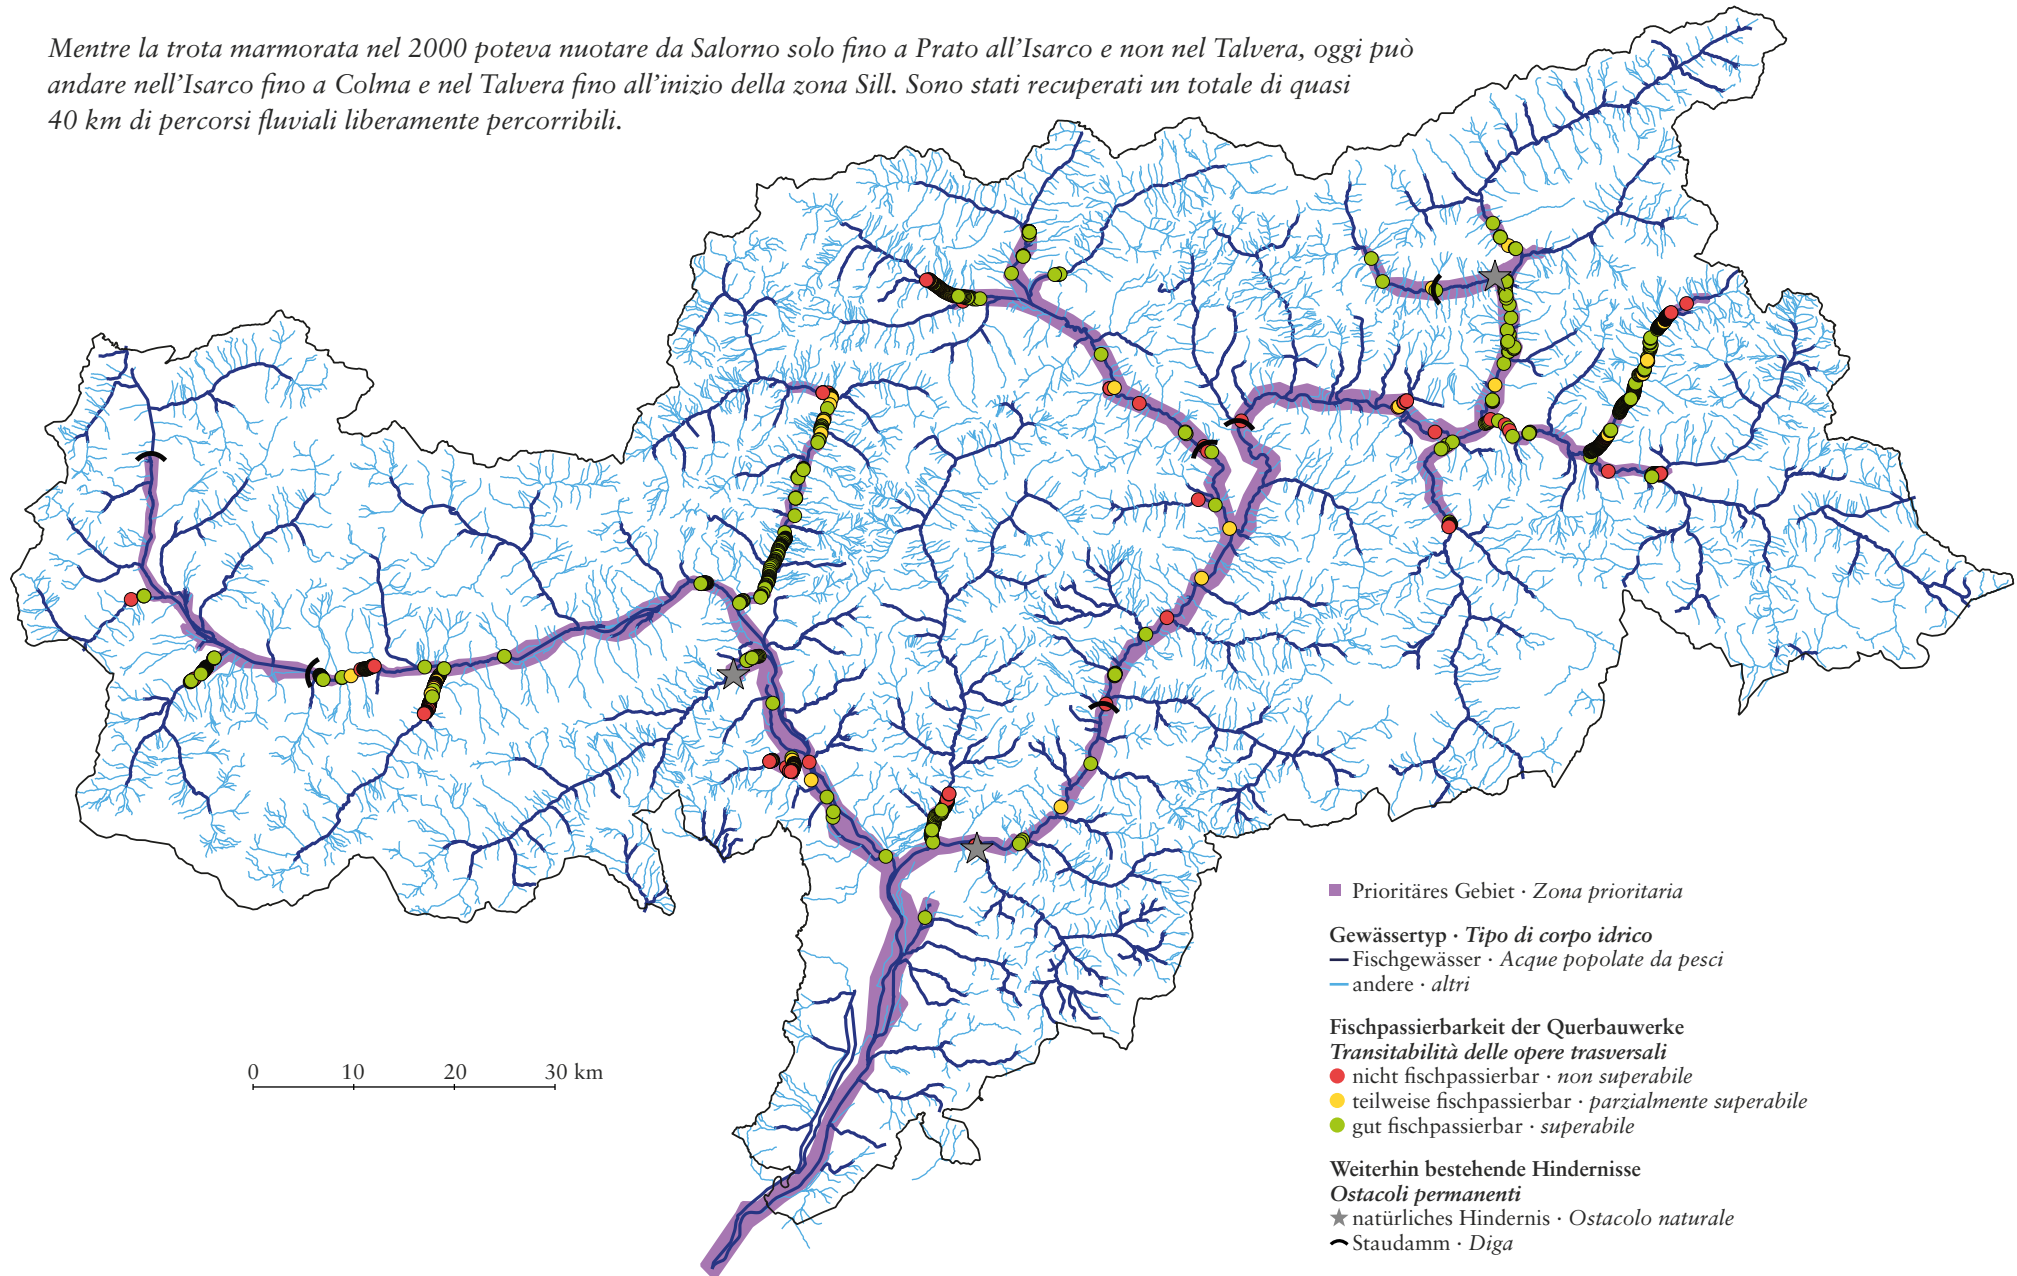 Mentre la trota marmorata nel 2000 poteva nuotare da Salorno solo fino a Prato all’Isarco e non nel Talvera, oggi può
andare nell’Isarco fino a Colma e nel Talvera fino all’inizio della zona Sill. Sono stati recuperati un totale di quasi
40 km di percorsi fluviali liberamente percorribili.
0 10 20 30 km
Prioritäres Gebiet · Zona prioritaria
Gewässertyp · Tipo di corpo idrico
Fischgewässer · Acque popolate da pesci
andere · altri
Fischpassierbarkeit der Querbauwerke
Transitabilità delle opere trasversali
nicht fischpassierbar · non superabile
teilweise fischpassierbar · parzialmente superabile
gut fischpassierbar · superabile
Weiterhin bestehende Hindernisse
Ostacoli permanenti
natürliches Hindernis · Ostacolo naturale
Staudamm · Diga